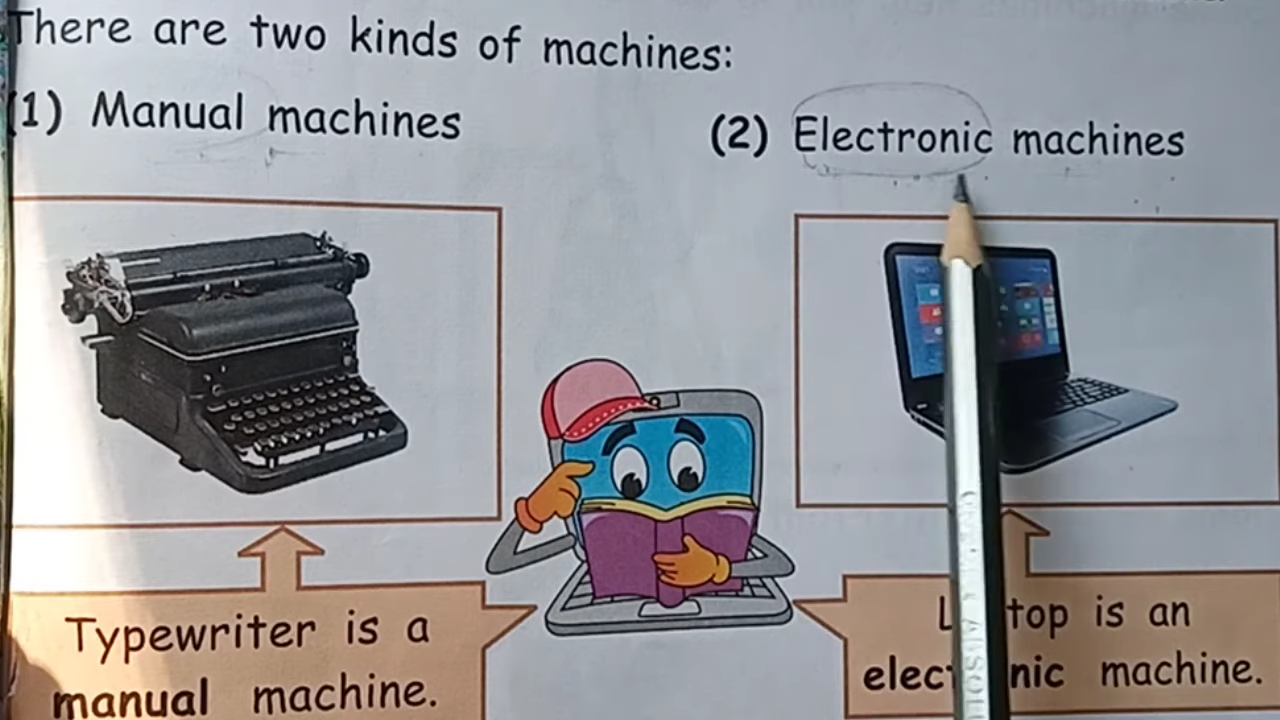 There are two kinds of machines:
(1) Manual machines
(2) Electronic machines
Typewriter is a
manual machine.
is an
machine.